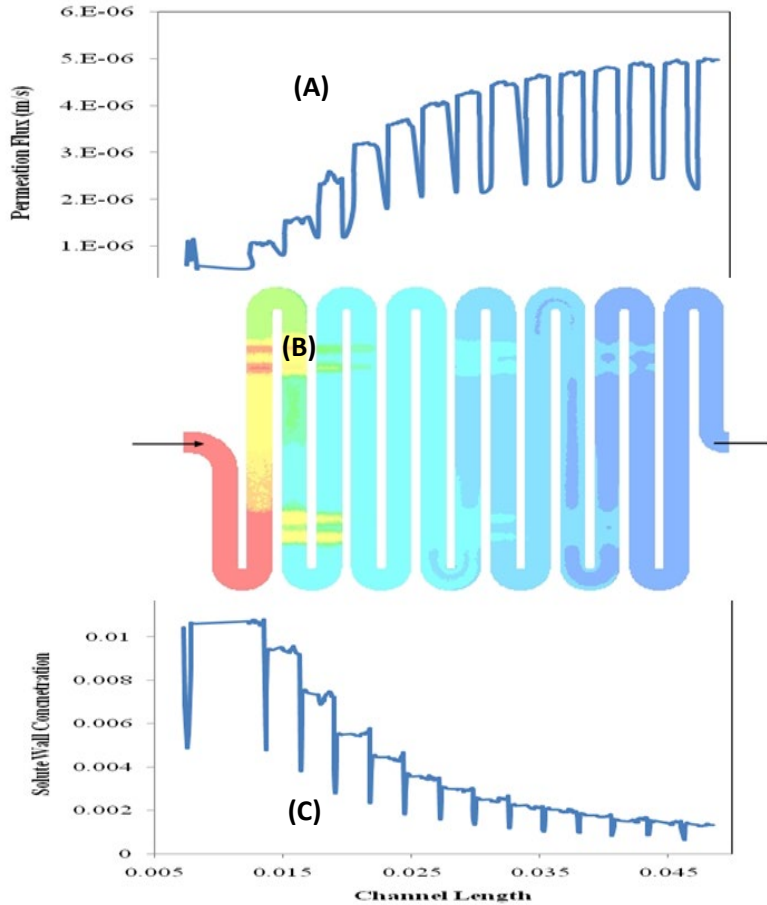 6.E-06
5.E-06
4.E-06
3.E-06
2.E-06
1.E-06
Permeation Flux (m/s)
(A)
(B)
0.01
0.008
0.006
0.004
0.002
0
Solute Wall Concnetration
(C)
0.005 0.015 0.025 0.035 0.045
Channel Length